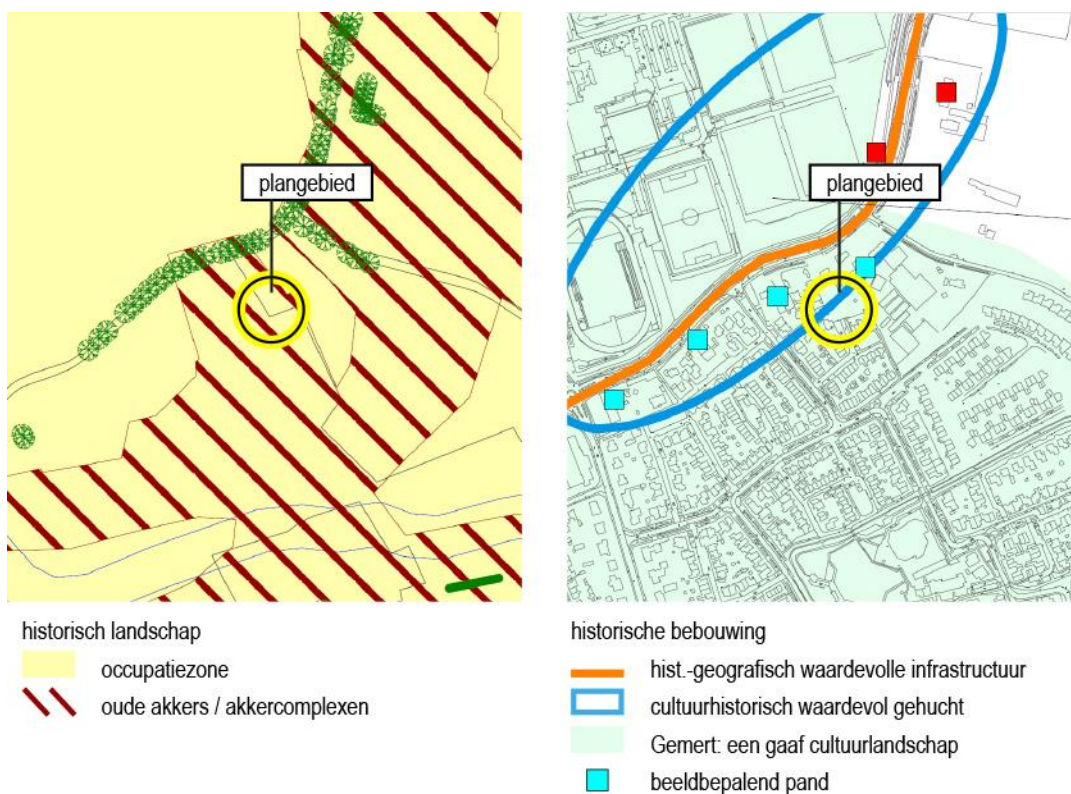 plangebied
plangebied
historisch landschap
occupatiezone
oude akkers / akkercomplexen
historische bebouwing
hist.-geografisch waardevolle infrastructuur
cultuurhistorisch waardevol gehucht
Gemert: een gaaf cultuurlandschap
beeldbepalend pand